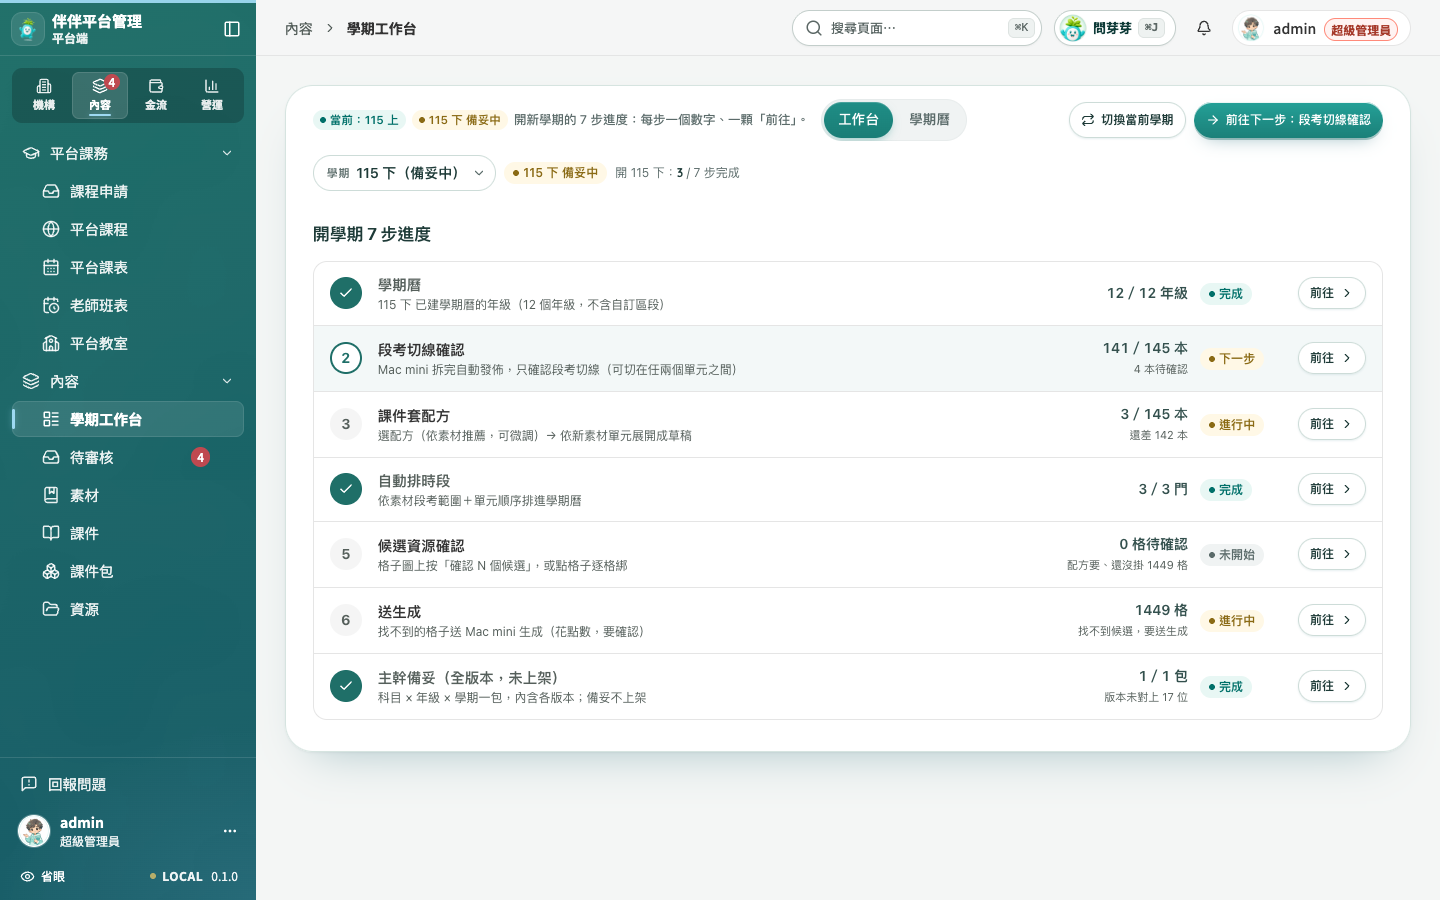 伴伴平台管理
平台端
機構
內容
4
金流
營運
平台課務
課程申請
平台課程
平台課表
老師班表
平台教室
內容
學期工作台
待審核
4
素材
課件
課件包
資源
回報問題
admin
超級管理員
省眼
LOCAL 0.1.0
內容 > 學期工作台
搜尋頁面… ⌘K
問芽芽 ⌘J
admin 超級管理員
當前：115 上
115 下 備妥中
開新學期的 7 步進度：每步一個數字、一顆「前往」。
工作台
學期曆
切換當前學期
前往下一步：段考切線確認
學期 115 下（備妥中）
115 下 備妥中
開 115 下：3 / 7 步完成
開學期 7 步進度
學期曆
115 下 已建學期曆的年級（12 個年級，不含自訂區段）
12 / 12 年級
完成
前往
2
段考切線確認
Mac mini 拆完自動發佈，只確認段考切線（可切在任兩個單元之間）
141 / 145 本
4 本待確認
下一步
前往
3
課件套配方
選配方（依素材推薦，可微調）→ 依新素材單元展開成草稿
3 / 145 本
還差 142 本
進行中
前往
自動排時段
依素材段考範圍＋單元順序排進學期曆
3 / 3 門
完成
前往
5
候選資源確認
格子圖上按「確認 N 個候選」，或點格子逐格綁
0 格待確認
配方要、還沒掛 1449 格
未開始
前往
6
送生成
找不到的格子送 Mac mini 生成（花點數，要確認）
1449 格
找不到候選，要送生成
進行中
前往
主幹備妥（全版本，未上架）
科目 × 年級 × 學期一包，內含各版本；備妥不上架
1 / 1 包
版本未對上 17 位
完成
前往